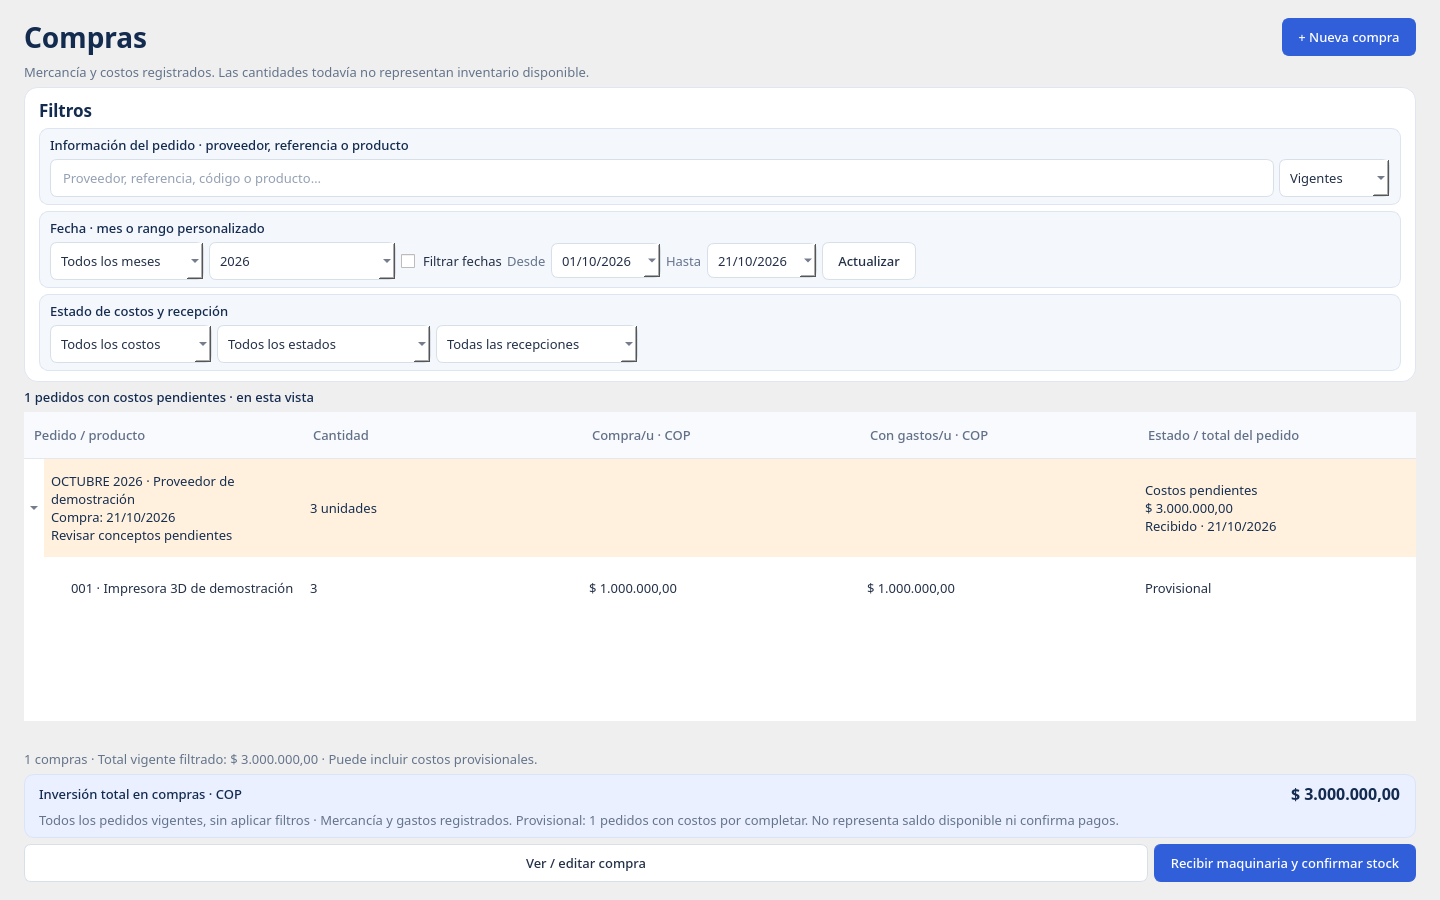 Compras
+ Nueva compra
Mercancía y costos registrados. Las cantidades todavía no representan inventario disponible.
Filtros
Información del pedido · proveedor, referencia o producto
Proveedor, referencia, código o producto...
Vigentes
Fecha · mes o rango personalizado
Todos los meses
2026
Filtrar fechas
Desde
01/10/2026
Hasta
21/10/2026
Actualizar
Estado de costos y recepción
Todos los costos
Todos los estados
Todas las recepciones
1 pedidos con costos pendientes · en esta vista
Pedido / producto
Cantidad
Compra/u · COP
Con gastos/u · COP
Estado / total del pedido
OCTUBRE 2026 · Proveedor de
demostración
Compra: 21/10/2026
Revisar conceptos pendientes
3 unidades
Costos pendientes
$ 3.000.000,00
Recibido · 21/10/2026
001 · Impresora 3D de demostración
3
$ 1.000.000,00
$ 1.000.000,00
Provisional
1 compras · Total vigente filtrado: $ 3.000.000,00 · Puede incluir costos provisionales.
Inversión total en compras · COP
$ 3.000.000,00
Todos los pedidos vigentes, sin aplicar filtros · Mercancía y gastos registrados. Provisional: 1 pedidos con costos por completar. No representa saldo disponible ni confirma pagos.
Ver / editar compra
Recibir maquinaria y confirmar stock